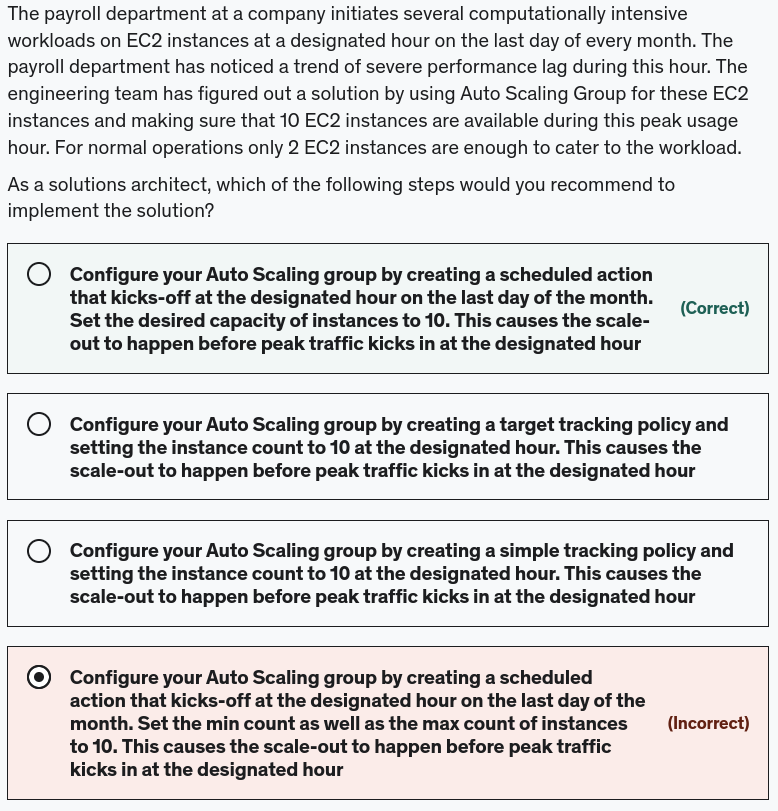 The payroll department at a company initiates several computationally intensive
workloads on EC2 instances at a designated hour on the last day of every month. The
payroll department has noticed a trend of severe performance lag during this hour. The
engineering team has figured out a solution by using Auto Scaling Group for these EC2
instances and making sure that 10 EC2 instances are available during this peak usage
hour. For normal operations only 2 EC2 instances are enough to cater to the workload.
As a solutions architect, which of the following steps would you recommend to
implement the solution?
Configure your Auto Scaling group by creating a scheduled action
that kicks-off at the designated hour on the last day of the month.
Set the desired capacity of instances to 10. This causes the scale-
out to happen before peak traffic kicks in at the designated hour
(Correct)
Configure your Auto Scaling group by creating a target tracking policy and
setting the instance count to 10 at the designated hour. This causes the
scale-out to happen before peak traffic kicks in at the designated hour
Configure your Auto Scaling group by creating a simple tracking policy and
setting the instance count to 10 at the designated hour. This causes the
scale-out to happen before peak traffic kicks in at the designated hour
Configure your Auto Scaling group by creating a scheduled
action that kicks-off at the designated hour on the last day of the
month. Set the min count as well as the max count of instances
to 10. This causes the scale-out to happen before peak traffic
kicks in at the designated hour
(Incorrect)